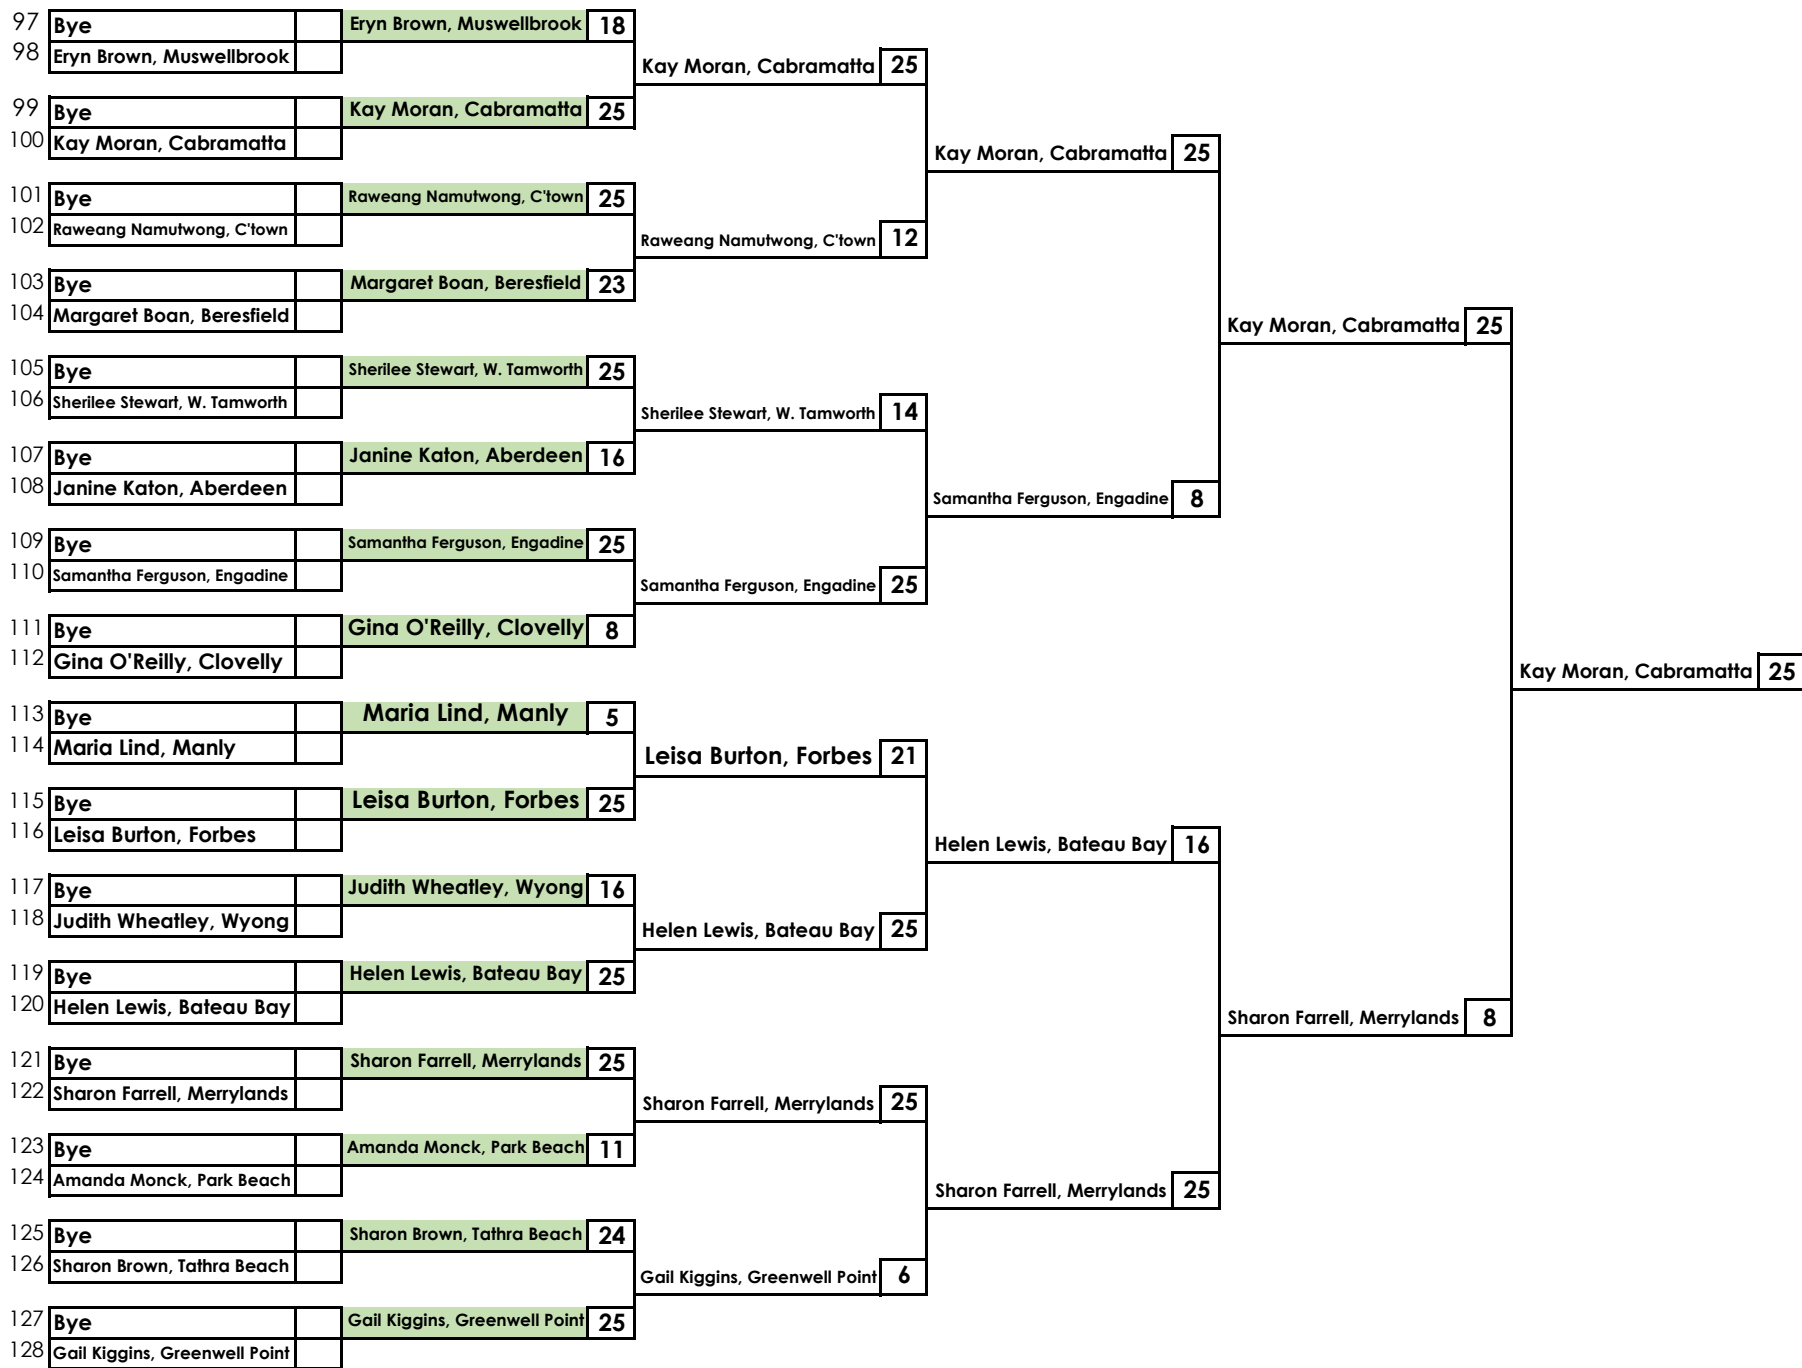 97 Bye Eryn Brown, Muswellbrook 18
98 Eryn Brown, Muswellbrook
Kay Moran, Cabramatta 25
99 Bye Kay Moran, Cabramatta 25
100 Kay Moran, Cabramatta
Kay Moran, Cabramatta 25
101 Bye Raweang Namutwong, C'town 25
102 Raweang Namutwong, C'town
Raweang Namutwong, C'town 12
103 Bye Margaret Boan, Beresfield 23
104 Margaret Boan, Beresfield
Kay Moran, Cabramatta 25
105 Bye Sherilee Stewart, W. Tamworth 25
106 Sherilee Stewart, W. Tamworth
Sherilee Stewart, W. Tamworth 14
107 Bye Janine Katon, Aberdeen 16
108 Janine Katon, Aberdeen
Samantha Ferguson, Engadine 8
109 Bye Samantha Ferguson, Engadine 25
110 Samantha Ferguson, Engadine
Samantha Ferguson, Engadine 25
111 Bye Gina O'Reilly, Clovelly 8
112 Gina O'Reilly, Clovelly
Kay Moran, Cabramatta 25
113 Bye Maria Lind, Manly 5
114 Maria Lind, Manly
Leisa Burton, Forbes 21
115 Bye Leisa Burton, Forbes 25
116 Leisa Burton, Forbes
Helen Lewis, Bateau Bay 16
117 Bye Judith Wheatley, Wyong 16
118 Judith Wheatley, Wyong
Helen Lewis, Bateau Bay 25
119 Bye Helen Lewis, Bateau Bay 25
120 Helen Lewis, Bateau Bay
Sharon Farrell, Merrylands 8
121 Bye Sharon Farrell, Merrylands 25
122 Sharon Farrell, Merrylands
Sharon Farrell, Merrylands 25
123 Bye Amanda Monck, Park Beach 11
124 Amanda Monck, Park Beach
Sharon Farrell, Merrylands 25
125 Bye Sharon Brown, Tathra Beach 24
126 Sharon Brown, Tathra Beach
Gail Kiggins, Greenwell Point 6
127 Bye Gail Kiggins, Greenwell Point 25
128 Gail Kiggins, Greenwell Point